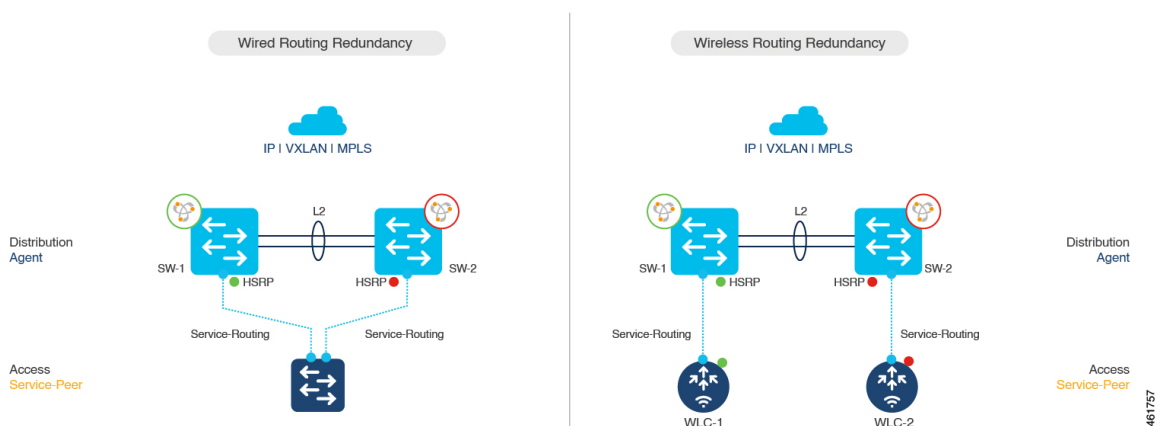 Wired Routing Redundancy
IP I VXLAN I MPLS
L2
Distribution
Agent
SW-1
SW-2
HSRP
HSRP
Service-Routing
Service-Routing
Access
Service-Peer
Wireless Routing Redundancy
IP I VXLAN I MPLS
L2
SW-1
SW-2
Distribution
Agent
HSRP
HSRP
Service-Routing
Service-Routing
Access
Service-Peer
WLC-1
WLC-2
461757